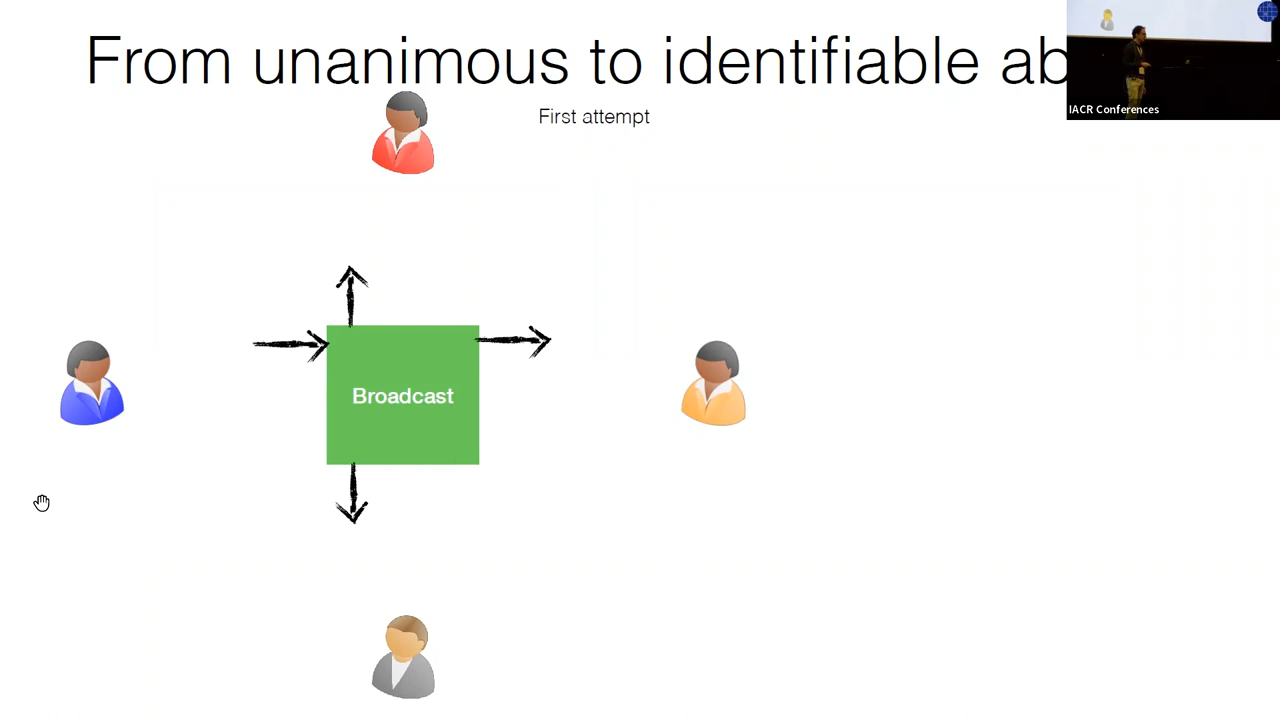 From unanimous to identifiable ab
First attempt
IACR Conferences
Broadcast